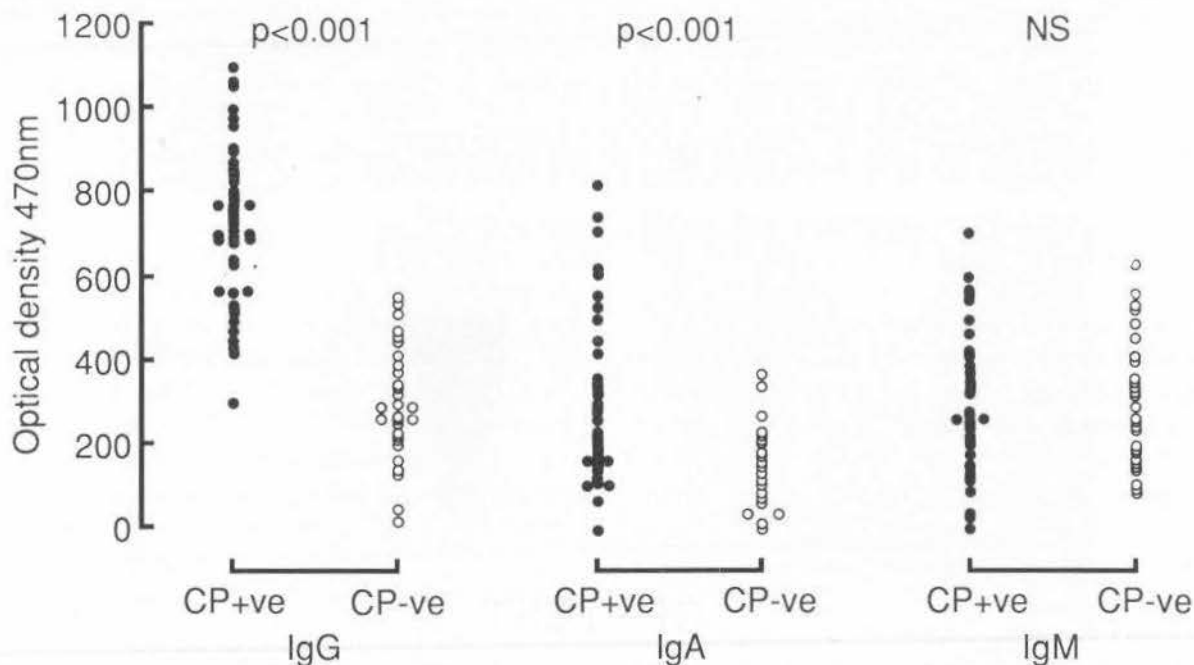 p<0.001 p<0.001 NS
1200
1000
800
600
400
200
0
Optical density 470nm
CP+ve CP-ve CP+ve CP-ve CP+ve CP-ve
IgG IgA IgM